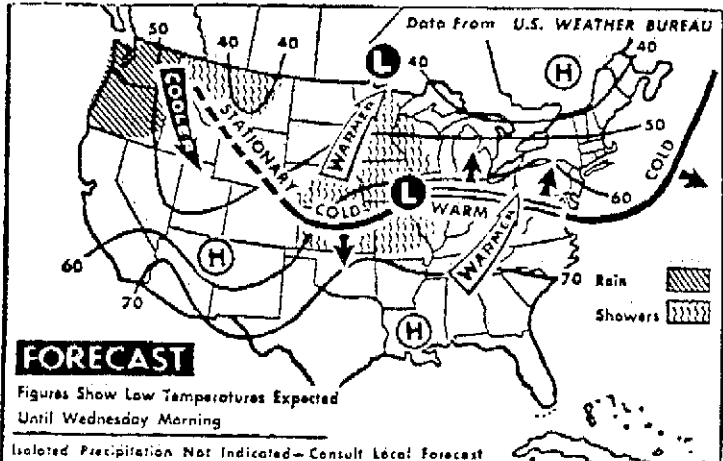 Data From U.S. WEATHER BUREAU
50 40 40
L
40
H
40
COOLER
STATIONARY
WARMER
50
COLD
60
L
COLD
WARM
WARMER
60
H
70
70
Rain
Showers
H
FORECAST
Figures Show Low Temperatures Expected
Until Wednesday Morning
Isolated Precipitation Not Indicated – Consult Local Forecast